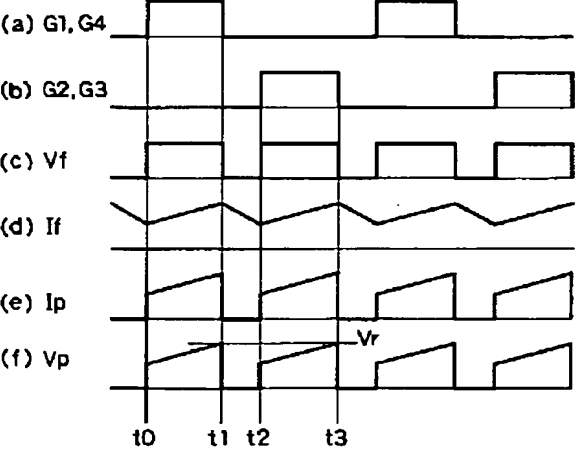 (a) G1,G4
(b) G2,G3
(c) Vf
(d) If
(e) Ip
(f) Vp
Vr
t0 t1 t2 t3